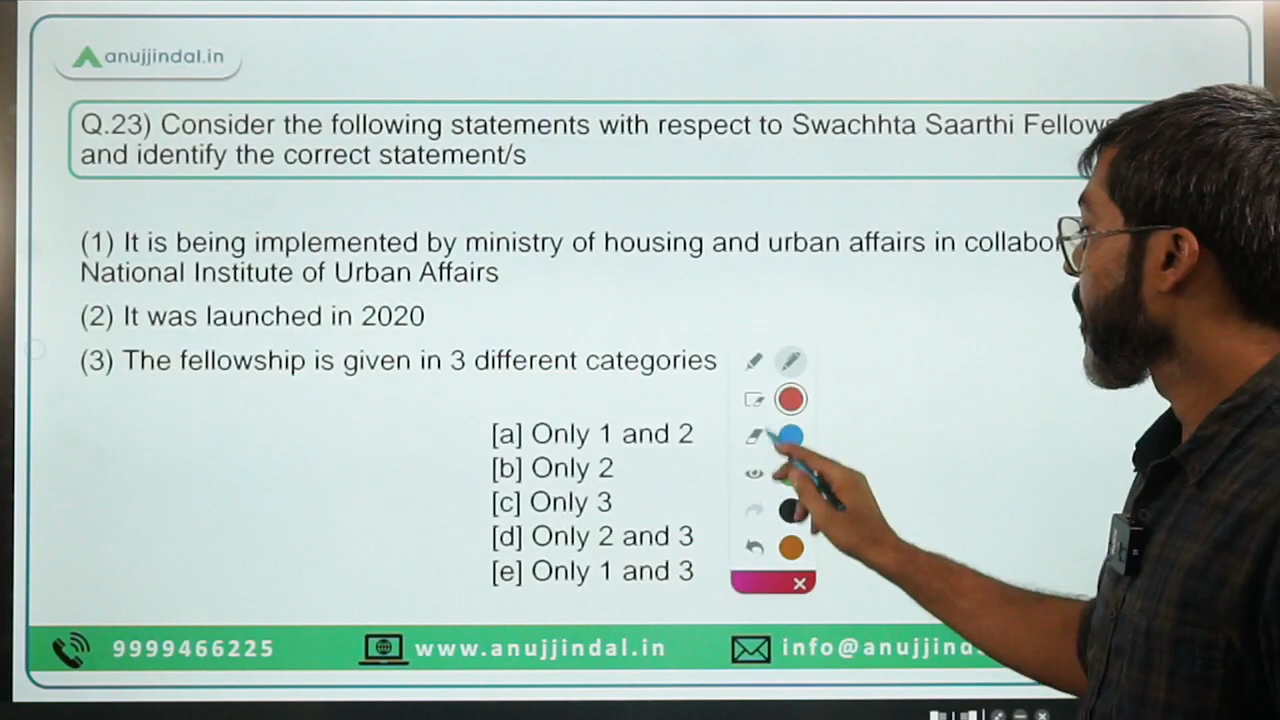 anujjindal.in
Q.23) Consider the following statements with respect to Swachhta Saarthi
and identify the correct statement/s
(1) It is being implemented by ministry of housing and urban affairs in
National Institute of Urban Affairs
(2) It was launched in 2020
(3) The fellowship is given in 3 different categories
[a] Only 1 and 2
[b] Only 2
[c] Only 3
[d] Only 2 and 3
[e] Only 1 and 3
9999466225
www.anujjindal.in